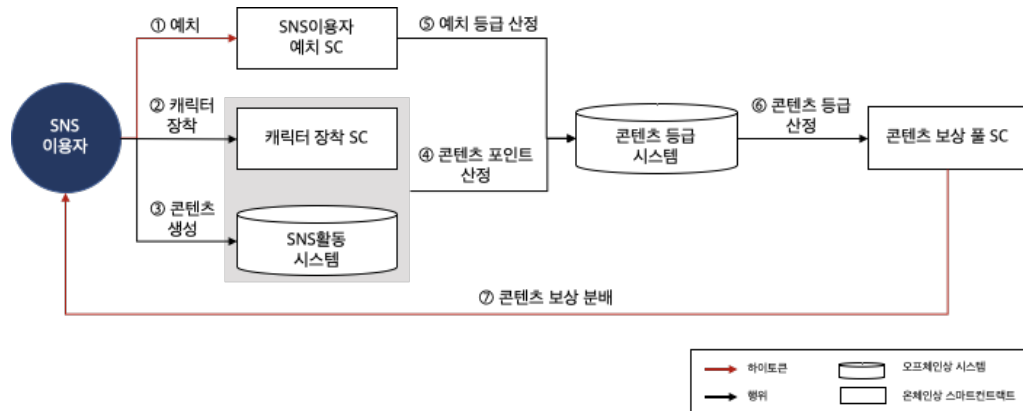 ① 예치
SNS이용자
예치 SC
⑤ 예치 등급 산정
SNS
이용자
② 캐릭터
장착
캐릭터 장착 SC
④ 콘텐츠 포인트
산정
콘텐츠 등급
시스템
⑥ 콘텐츠 등급
산정
콘텐츠 보상 풀 SC
③ 콘텐츠
생성
SNS활동
시스템
⑦ 콘텐츠 보상 분배
하이토큰
오프체인상 시스템
행위
온체인상 스마트컨트랙트